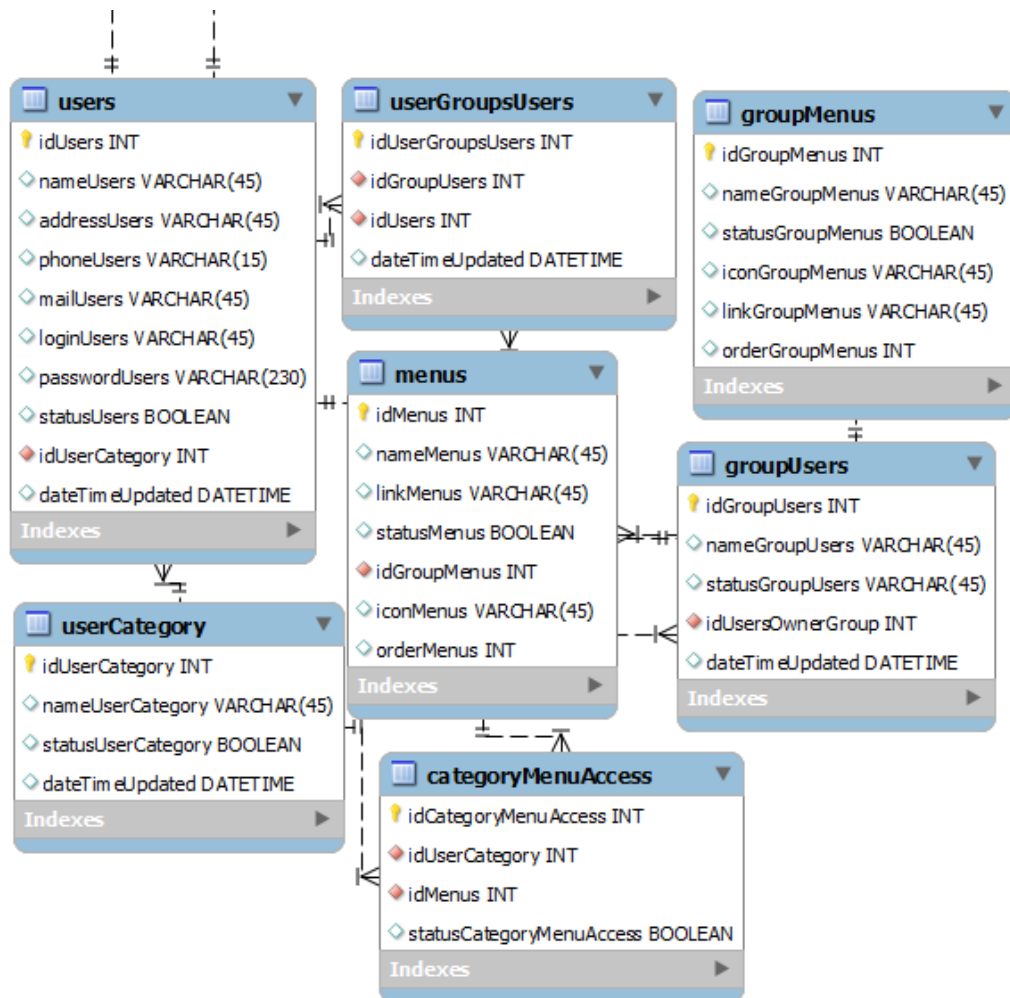 users
idUsers INT
nameUsers VARCHAR(45)
addressUsers VARCHAR(45)
phoneUsers VARCHAR(15)
mailUsers VARCHAR(45)
loginUsers VARCHAR(45)
passwordUsers VARCHAR(230)
statusUsers BOOLEAN
idUserCategory INT
dateTimeUpdated DATETIME
Indexes
userGroupsUsers
idUserGroupsUsers INT
idGroupUsers INT
idUsers INT
dateTimeUpdated DATETIME
Indexes
groupMenus
idGroupMenus INT
nameGroupMenus VARCHAR(45)
statusGroupMenus BOOLEAN
iconGroupMenus VARCHAR(45)
linkGroupMenus VARCHAR(45)
orderGroupMenus INT
Indexes
menus
idMenus INT
nameMenus VARCHAR(45)
linkMenus VARCHAR(45)
statusMenus BOOLEAN
idGroupMenus INT
iconMenus VARCHAR(45)
orderMenus INT
Indexes
groupUsers
idGroupUsers INT
nameGroupUsers VARCHAR(45)
statusGroupUsers VARCHAR(45)
idUsersOwnerGroup INT
dateTimeUpdated DATETIME
Indexes
userCategory
idUserCategory INT
nameUserCategory VARCHAR(45)
statusUserCategory BOOLEAN
dateTimeUpdated DATETIME
Indexes
categoryMenuAccess
idCategoryMenuAccess INT
idUserCategory INT
idMenus INT
statusCategoryMenuAccess BOOLEAN
Indexes